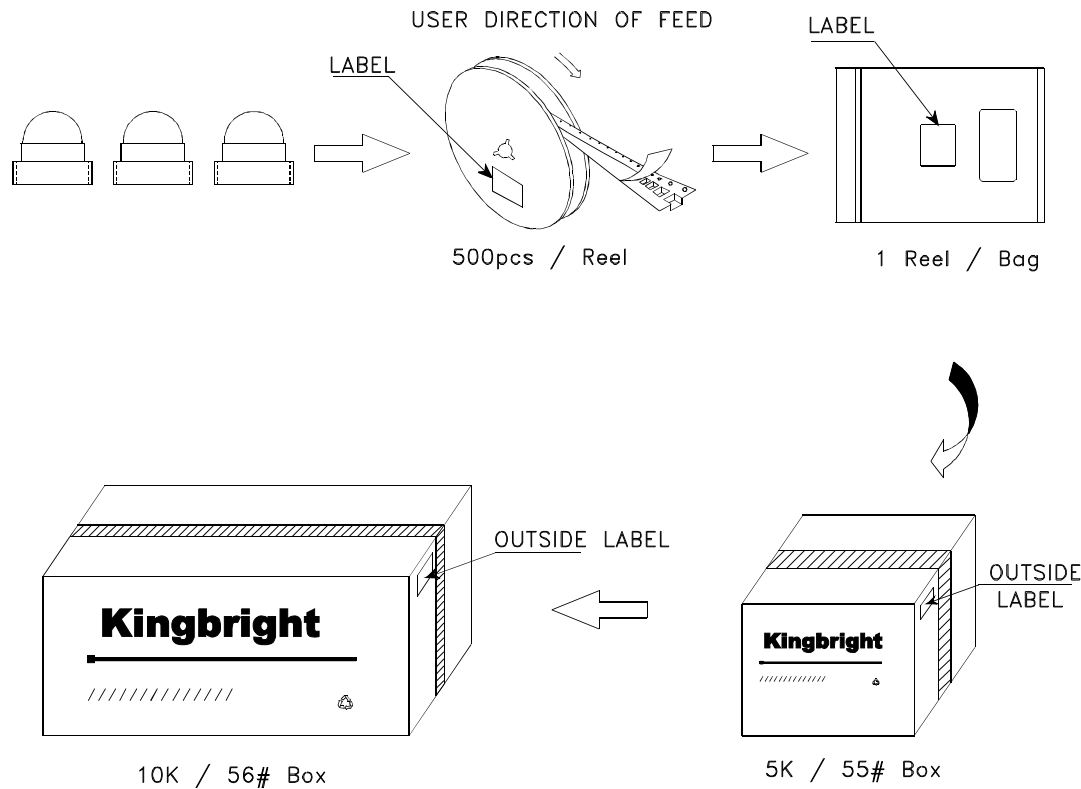 USER DIRECTION OF FEED
LABEL
LABEL
500pcs / Reel
1 Reel / Bag
OUTSIDE LABEL
OUTSIDE
LABEL
Kingbright
Kingbright
10K / 56# Box
5K / 55# Box